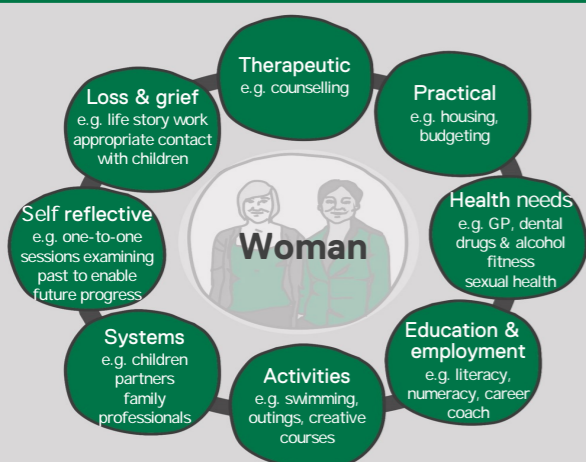 Therapeutic
e.g. counselling
Practical
e.g. housing,
budgeting
Health needs
e.g. GP, dental
drugs & alcohol
fitness
sexual health
Education &
employment
e.g. literacy,
numeracy, career
coach
Activities
e.g. swimming,
outings, creative
courses
Systems
e.g. children
partners
family
professionals
Self reflective
e.g. one-to-one
sessions examining
past to enable
future progress
Loss & grief
e.g. life story work
appropriate contact
with children
Woman